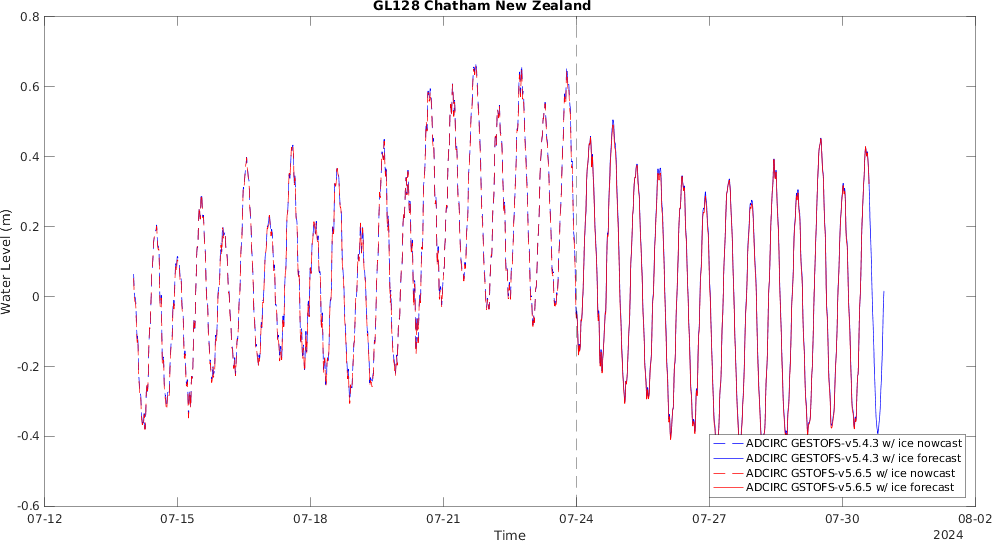 GL128 Chatham New Zealand
0.8
0.6
0.4
0.2
0
-0.2
-0.4
-0.6
Water Level (m)
ADCIRC GESTOFS-v5.4.3 w/ ice nowcast
ADCIRC GESTOFS-v5.4.3 w/ ice forecast
ADCIRC GSTOFS-v5.6.5 w/ ice nowcast
ADCIRC GSTOFS-v5.6.5 w/ ice forecast
07-12 07-15 07-18 07-21 07-24 07-27 07-30 08-02
Time
2024